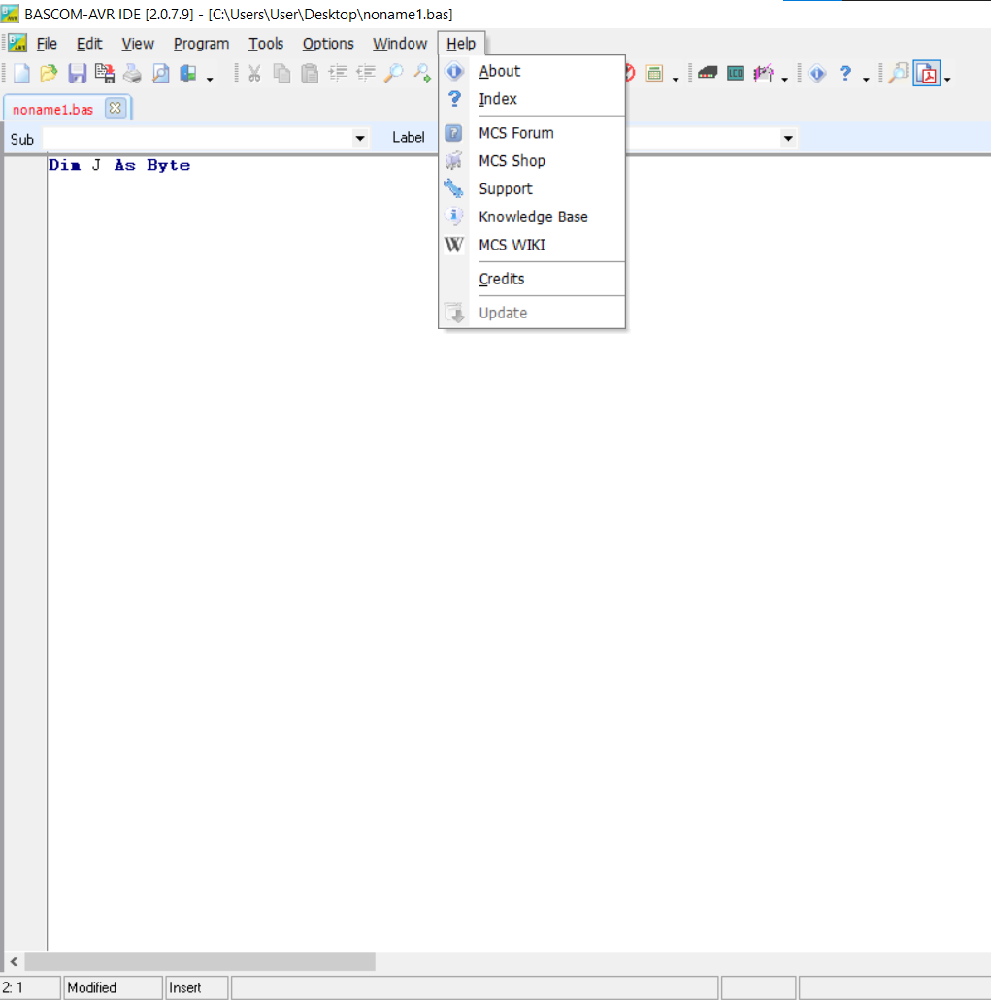 BASCOM-AVR IDE [2.0.7.9] - [C:\Users\User\Desktop\noname1.bas]
File Edit View Program Tools Options Window Help
noname1.bas
Sub Label
Dim J As Byte
About
Index
MCS Forum
MCS Shop
Support
Knowledge Base
MCS WIKI
Credits
Update
2: 1 Modified Insert